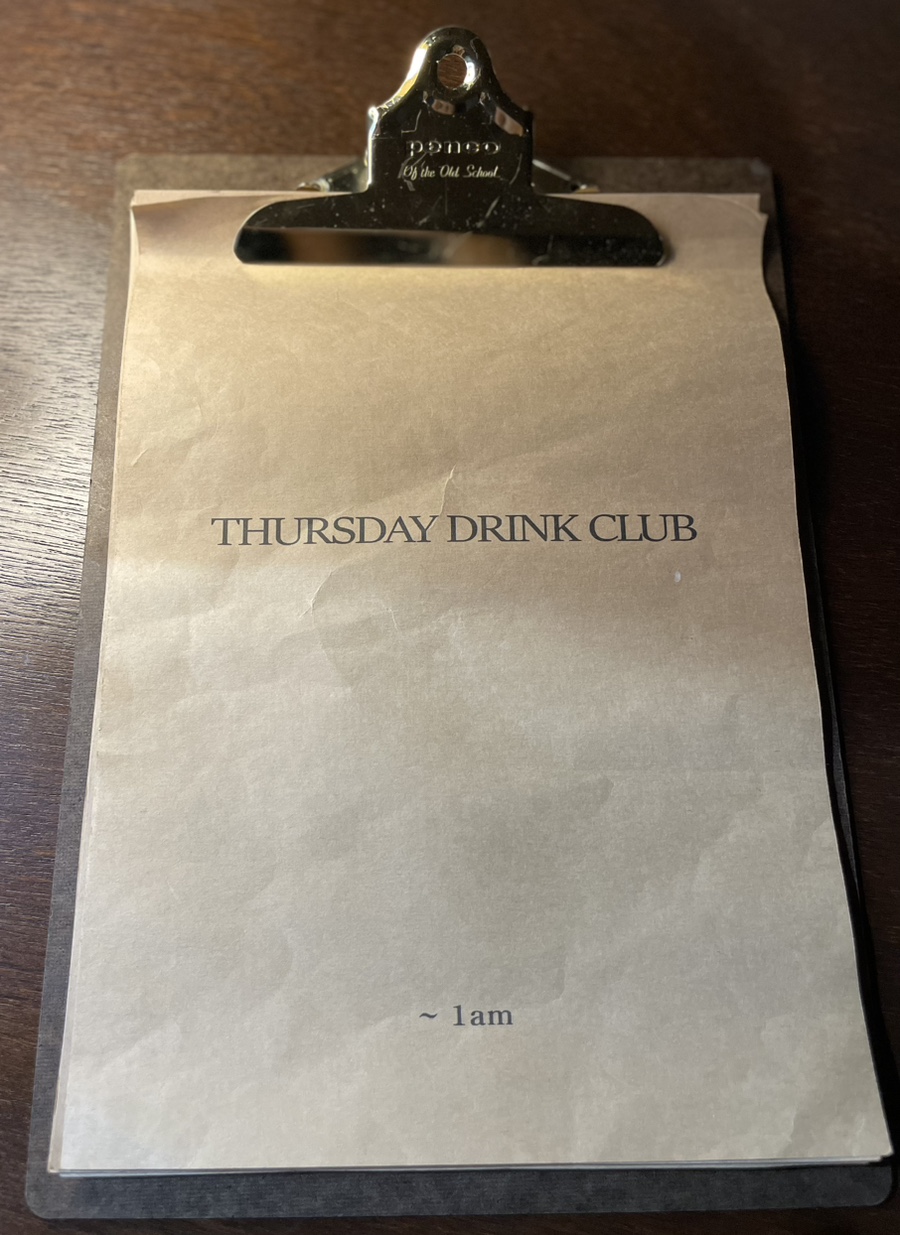 penco
Of the Old School
THURSDAY DRINK CLUB
~ 1am